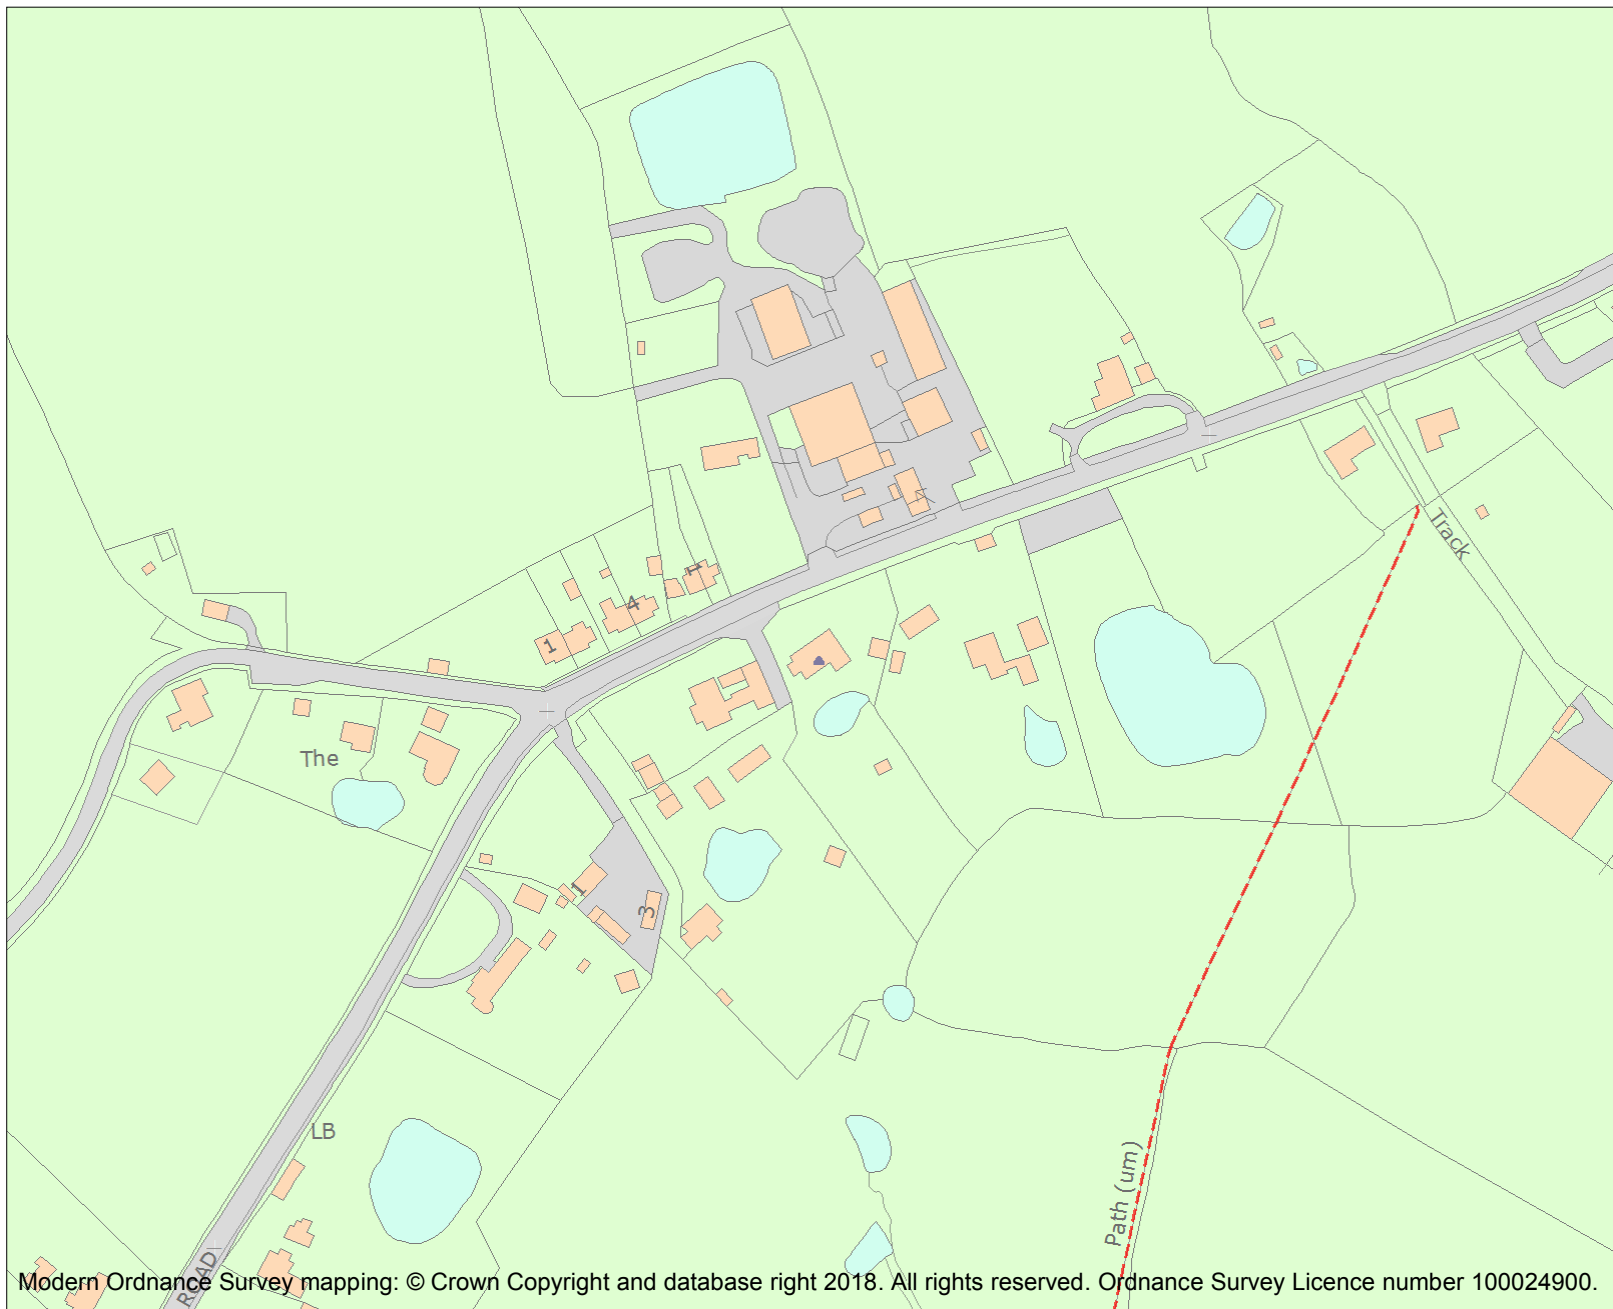 Track
1
4
1
The
1
3
LB
Path (um)
ROAD
Modern Ordnance Survey mapping: © Crown Copyright and database right 2018. All rights reserved. Ordnance Survey Licence number 100024900.